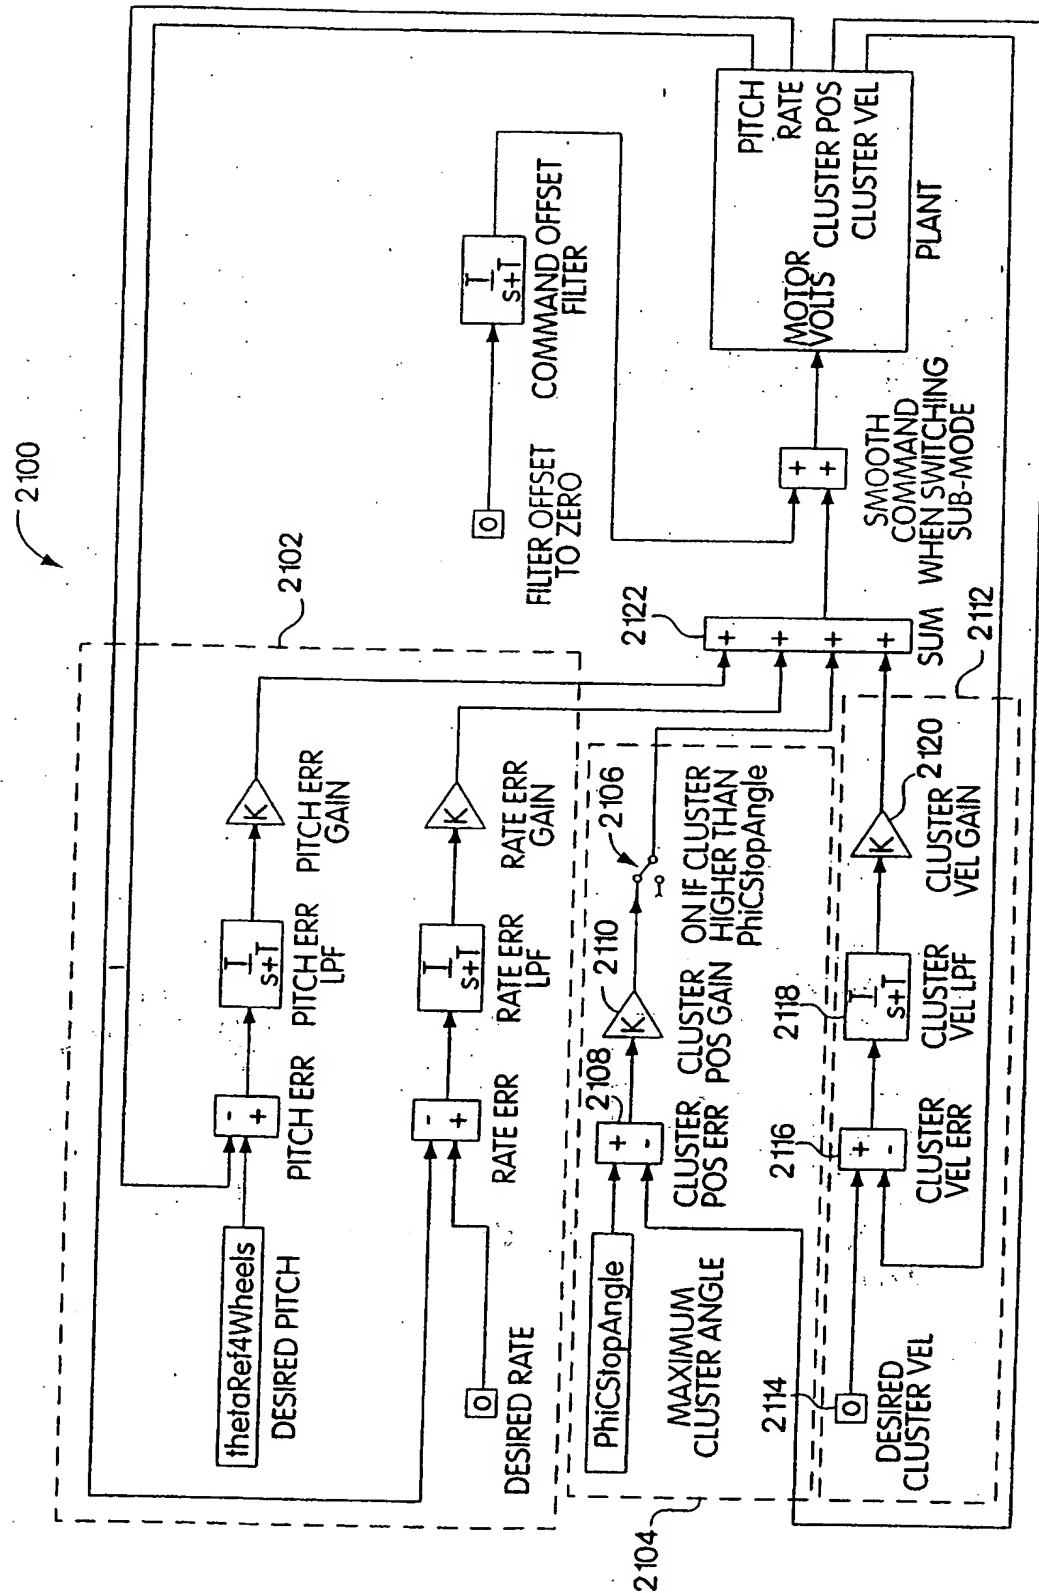 2100
2102
thetaRef4Wheels
DESIRED PITCH
-
+
PITCH ERR
T
s+T
PITCH ERR
LPF
K
PITCH ERR
GAIN
0
DESIRED RATE
-
+
RATE ERR
T
s+T
RATE ERR
LPF
K
RATE ERR
GAIN
FILTER OFFSET
TO ZERO
0
T
s+T
COMMAND OFFSET
FILTER
2104
PhiCStopAngle
MAXIMUM
CLUSTER ANGLE
+
-
2108
CLUSTER
POS ERR
K
2110
CLUSTER
POS GAIN
2106
ON IF CLUSTER
HIGHER THAN
PhiCStopAngle
2114
0
DESIRED
CLUSTER VEL
2116
+
-
CLUSTER
VEL ERR
2118
T
s+T
CLUSTER
VEL LPF
K
2120
CLUSTER
VEL GAIN
2112
2122
+
+
+
+
SUM
+
+
SMOOTH
COMMAND
WHEN SWITCHING
SUB-MODE
MOTOR
VOLTS
PITCH
RATE
CLUSTER POS
CLUSTER VEL
PLANT